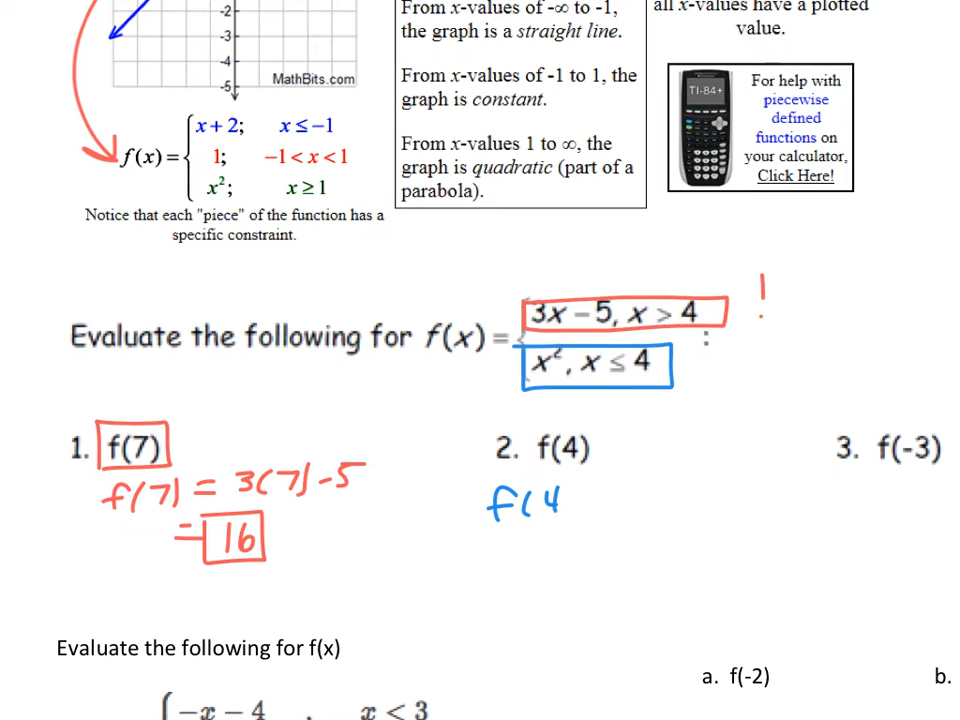 -2
-3
-4
-5
MathBits.com
f(x) = { x + 2; x ≤ −1
1; −1 < x < 1
x²; x ≥ 1
Notice that each "piece" of the function has a
specific constraint.
From x-values of -∞ to -1,
the graph is a straight line.
From x-values of -1 to 1, the
graph is constant.
From x-values 1 to ∞, the
graph is quadratic (part of a
parabola).
all x-values have a plotted
value.
TI-84+
For help with
piecewise
defined
functions on
your calculator,
Click Here!
!
Evaluate the following for f(x) = { 3x − 5, x > 4
x², x ≤ 4 :
1. f(7)
f(7) = 3(7) - 5
= 16
2. f(4)
f(4
3. f(-3)
Evaluate the following for f(x)
{ −x − 4 , x < 3
a. f(-2)
b.